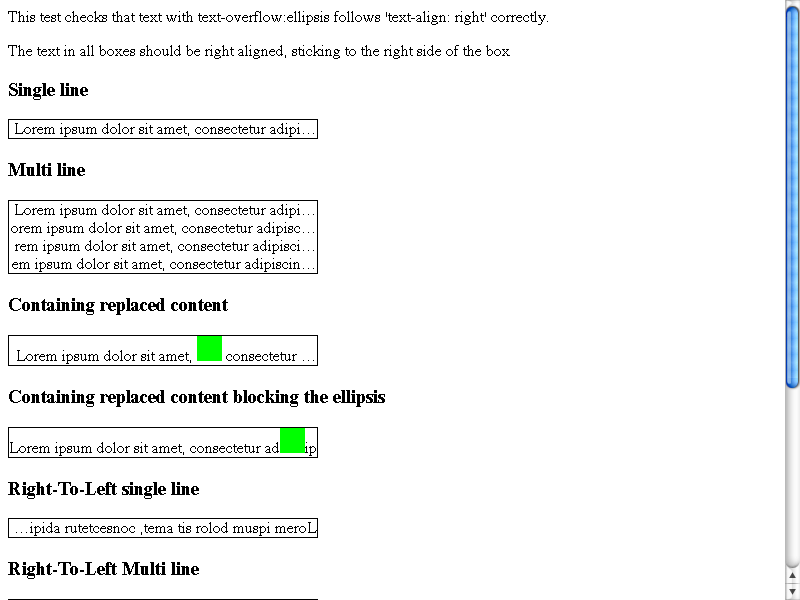 This test checks that text with text-overflow:ellipsis follows 'text-align: right' correctly.
The text in all boxes should be right aligned, sticking to the right side of the box
Single line
Lorem ipsum dolor sit amet, consectetur adipi…
Multi line
Lorem ipsum dolor sit amet, consectetur adipi…
orem ipsum dolor sit amet, consectetur adipisc…
rem ipsum dolor sit amet, consectetur adipisci…
em ipsum dolor sit amet, consectetur adipiscin…
Containing replaced content
Lorem ipsum dolor sit amet, consectetur …
Containing replaced content blocking the ellipsis
Lorem ipsum dolor sit amet, consectetur ad ip
Right-To-Left single line
…ipida rutetcesnoc ,tema tis rolod muspi meroL
Right-To-Left Multi line